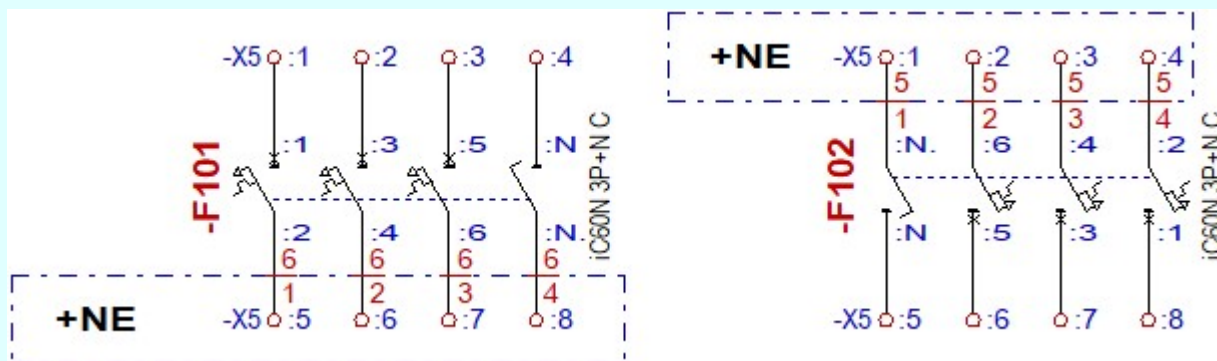 -X5 :1 :2 :3 :4
:1 :3 :5 :N
-F101
iC60N 3P+N C
:2 :4 :6 :N.
6 6 6 6
1 2 3 4
+NE
-X5 :5 :6 :7 :8
+NE
-X5 :1 :2 :3 :4
5 5 5 5
1 2 3 4
:N. :6 :4 :2
-F102
iC60N 3P+N C
:N :5 :3 :1
-X5 :5 :6 :7 :8